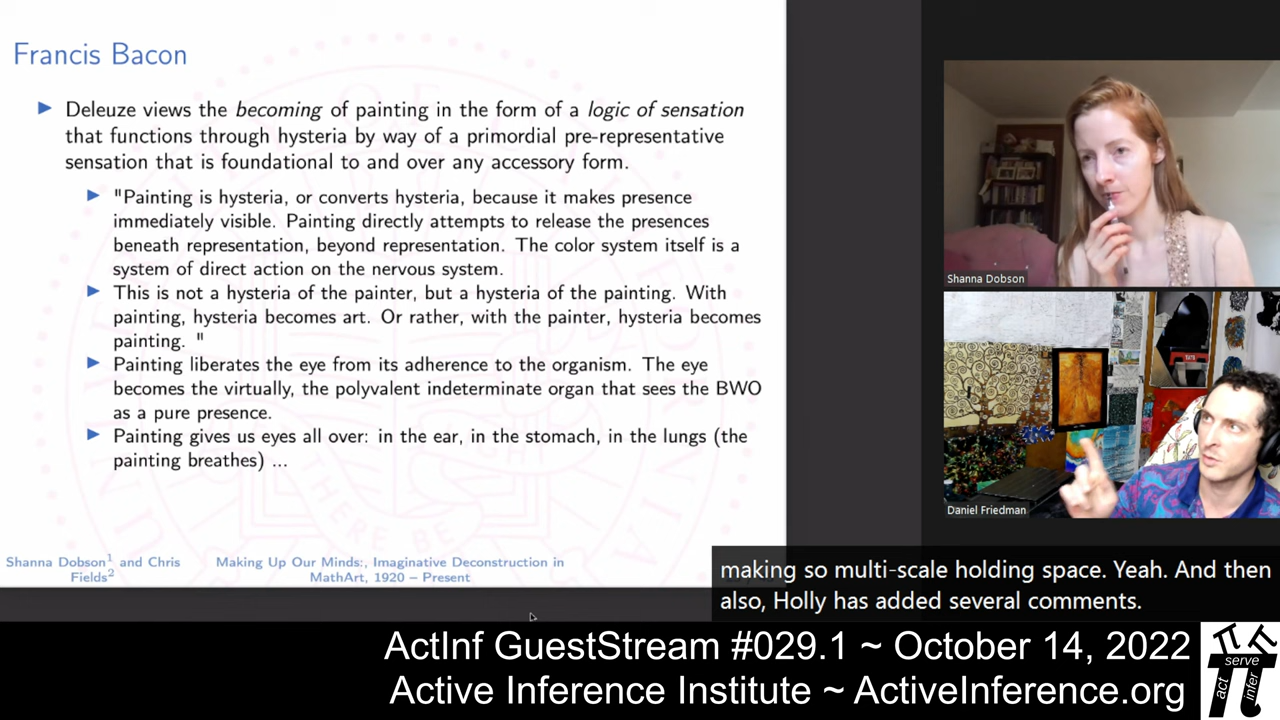 Francis Bacon
Deleuze views the becoming of painting in the form of a logic of sensation
that functions through hysteria by way of a primordial pre-representative
sensation that is foundational to and over any accessory form.
"Painting is hysteria, or converts hysteria, because it makes presence
immediately visible. Painting directly attempts to release the presences
beneath representation, beyond representation. The color system itself is a
system of direct action on the nervous system.
This is not a hysteria of the painter, but a hysteria of the painting. With
painting, hysteria becomes art. Or rather, with the painter, hysteria becomes
painting. "
Painting liberates the eye from its adherence to the organism. The eye
becomes the virtually, the polyvalent indeterminate organ that sees the BWO
as a pure presence.
Painting gives us eyes all over: in the ear, in the stomach, in the lungs (the
painting breathes) ...
Shanna Dobson1 and Chris
Fields2
Making Up Our Minds:, Imaginative Deconstruction in
MathArt, 1920 – Present
Shanna Dobson
Daniel Friedman
making so multi-scale holding space. Yeah. And then
also, Holly has added several comments.
ActInf GuestStream #029.1 ~ October 14, 2022
Active Inference Institute ~ ActiveInference.org
serve
act
infer